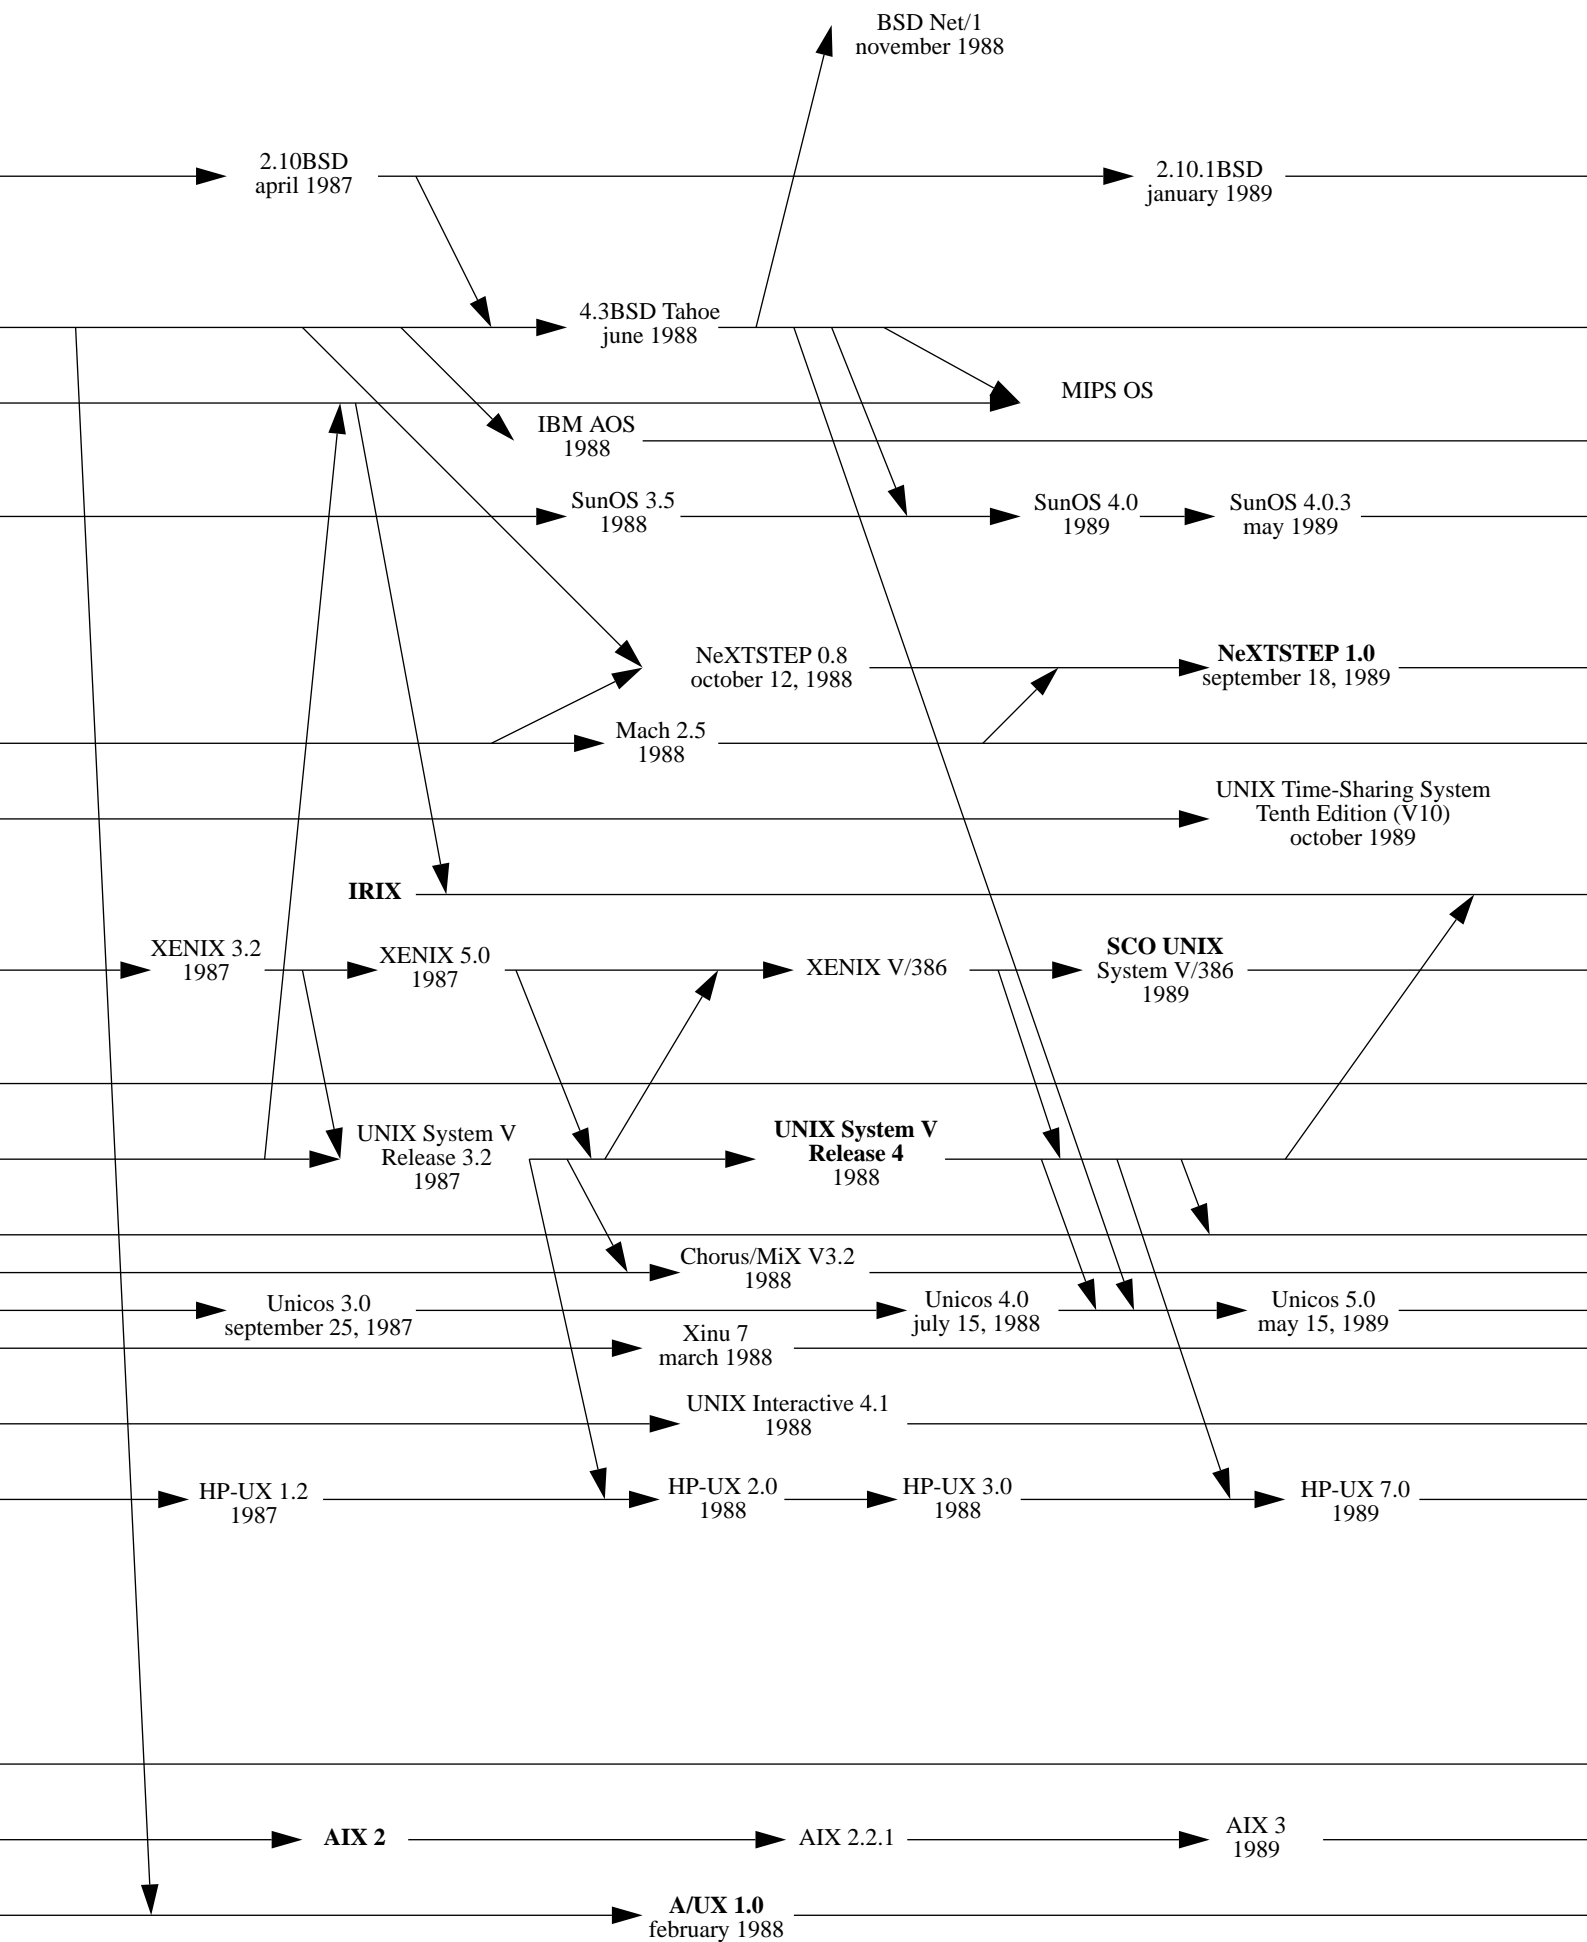 BSD Net/1
november 1988
2.10BSD
april 1987
2.10.1BSD
january 1989
4.3BSD Tahoe
june 1988
MIPS OS
IBM AOS
1988
SunOS 3.5
1988
SunOS 4.0
1989
SunOS 4.0.3
may 1989
NeXTSTEP 0.8
october 12, 1988
NeXTSTEP 1.0
september 18, 1989
Mach 2.5
1988
UNIX Time-Sharing System
Tenth Edition (V10)
october 1989
IRIX
XENIX 3.2
1987
XENIX 5.0
1987
XENIX V/386
SCO UNIX
System V/386
1989
UNIX System V
Release 3.2
1987
UNIX System V
Release 4
1988
Chorus/MiX V3.2
1988
Unicos 3.0
september 25, 1987
Unicos 4.0
july 15, 1988
Unicos 5.0
may 15, 1989
Xinu 7
march 1988
UNIX Interactive 4.1
1988
HP-UX 1.2
1987
HP-UX 2.0
1988
HP-UX 3.0
1988
HP-UX 7.0
1989
AIX 2
AIX 2.2.1
AIX 3
1989
A/UX 1.0
february 1988